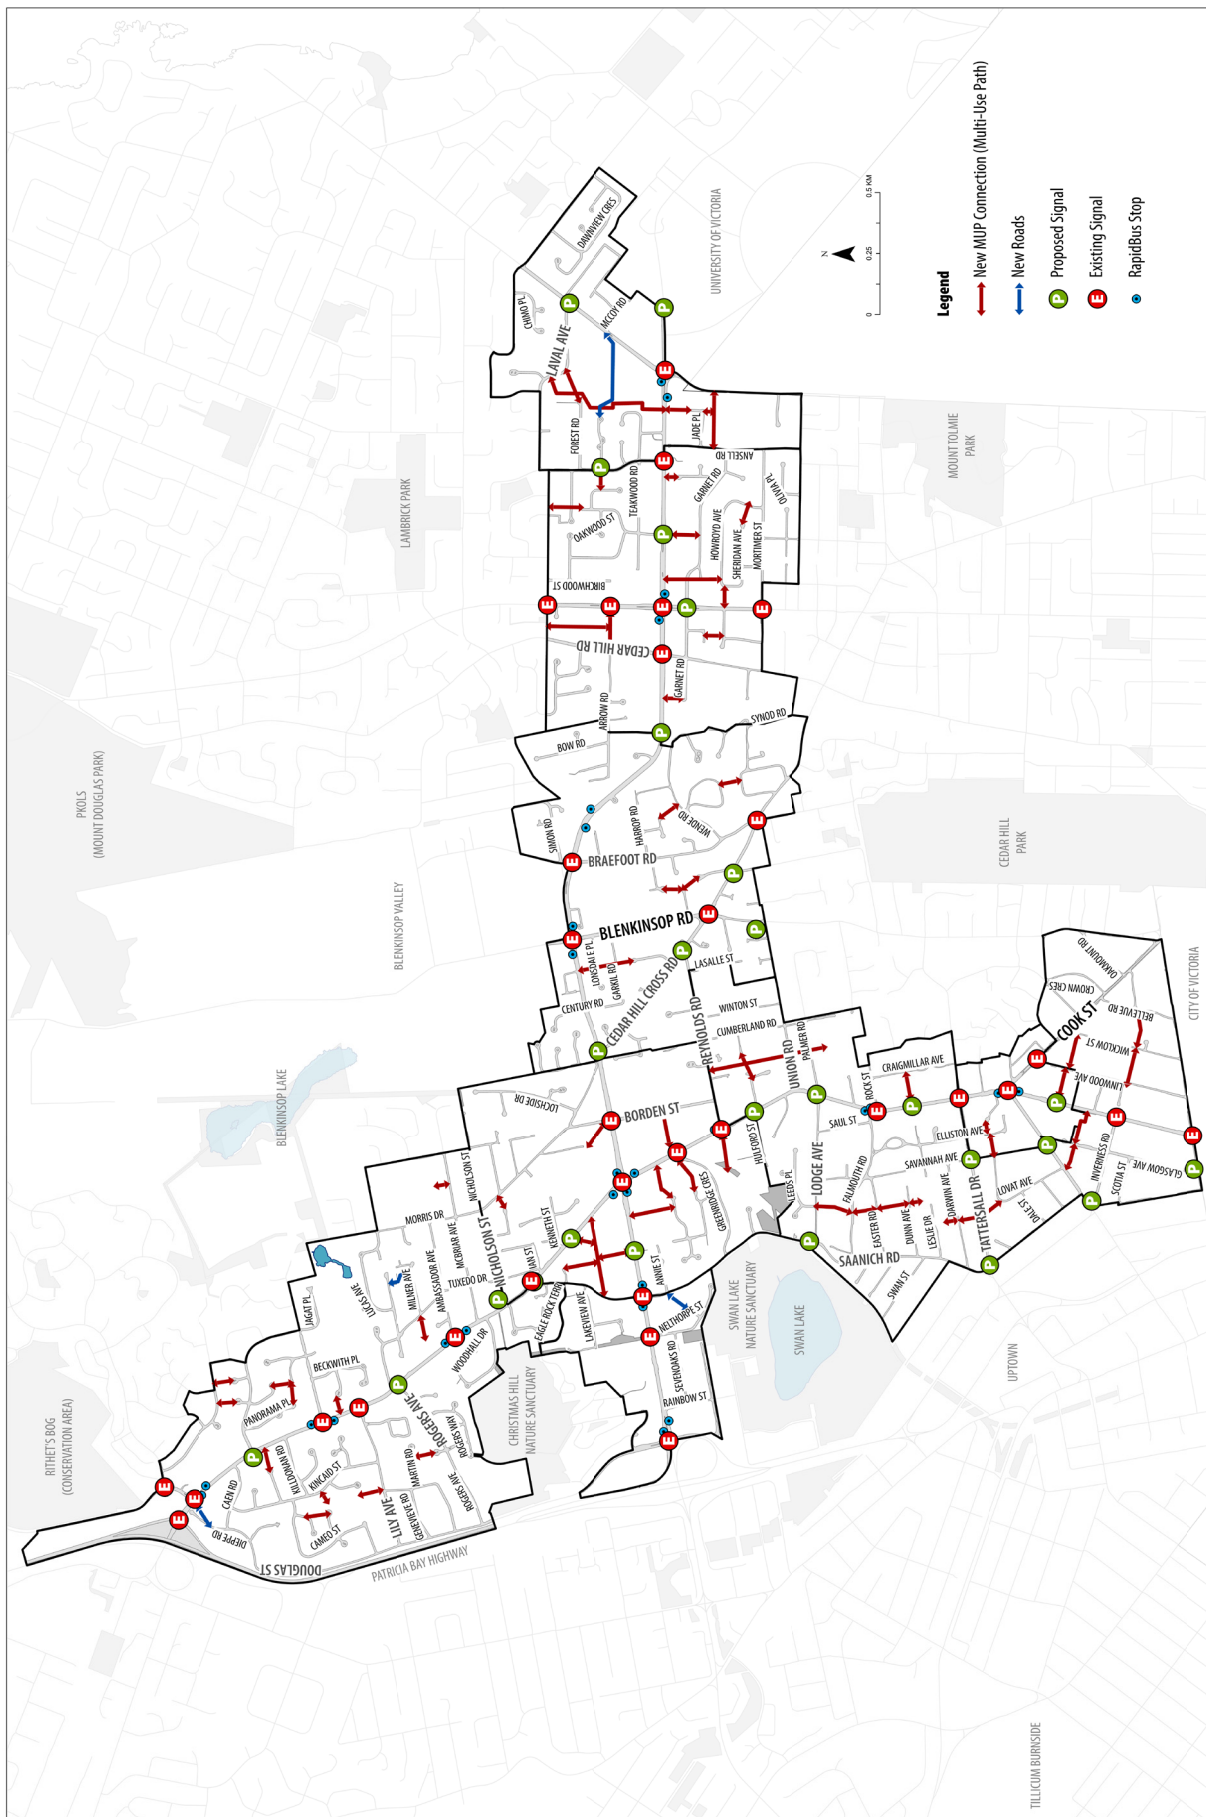 RITHET'S BOG
(CONSERVATION AREA)
PKOLS
(MOUNT DOUGLAS PARK)
BLENKINSOP LAKE
BLENKINSOP VALLEY
LAMBRICK PARK
UNIVERSITY OF VICTORIA
MOUNT TOLMIE
PARK
CEDAR HILL
PARK
CITY OF VICTORIA
CHRISTMAS HILL
NATURE SANCTUARY
SWAN LAKE
NATURE SANCTUARY
SWAN LAKE
UPTOWN
TILLICUM BURNSIDE
PATRICIA BAY HIGHWAY
DOUGLAS ST
DIEPPE RD
CAEN RD
CAMEO ST
KINCAID ST
KILLDONAN RD
PANORAMA PL
BECKWITH PL
JAGAT PL
LUCAS AVE
MILNER AVE
AMBASSADOR AVE
MCBRIAR AVE
MORRIS DR
TUXEDO DR
NICHOLSON ST
NICHOLSON ST
LILY AVE
GENEVIEVE RD
MARTIN RD
ROGERS AVE
ROGERS WAY
ROGERS AVE
WOODHALL DR
EAGLE ROCK TERR
IAN ST
KENNETH ST
LAKEVIEW AVE
ANNIE ST
NELTHORPE ST
SEVENOAKS RD
RAINBOW ST
GREENRIDGE CRES
BORDEN ST
LOCHSIDE DR
CENTURY RD
LONSDALE PL
GARKIL RD
CEDAR HILL CROSS RD
BLENKINSOP RD
LASALLE ST
REYNOLDS RD
WINTON ST
CUMBERLAND RD
UNION RD
PALMER RD
HULFORD ST
LEEDS PL
LODGE AVE
SAUL ST
ROCK ST
CRAIGMILLAR AVE
FALMOUTH RD
EASTER RD
DUNN AVE
LESLIE DR
DARWIN AVE
SAANICH RD
SWAN ST
SAVANNAH AVE
ELLISTON AVE
TATTERSALL DR
LOVAT AVE
DALE ST
INVERNESS RD
SCOTIA ST
GLASGOW AVE
LINWOOD AVE
WICKLOW ST
BELLEVUE RD
COOK ST
CROWN CRES
OAKMOUNT RD
SIMON RD
BRAEFOOT RD
HARROP RD
WENDE RD
BOW RD
ARROW RD
SYNOD RD
GARNET RD
CEDAR HILL RD
BIRCHWOOD ST
OAKWOOD ST
TEAKWOOD RD
HOWROYD AVE
SHERIDAN AVE
MORTIMER ST
GARNET RD
OLIVIA PL
ANSELL RD
JADE PL
FOREST RD
LAVAL AVE
CHIMO PL
MCCOY RD
DAWNVIEW CRES
N
0 0.25 0.5 KM
Legend
New MUP Connection (Multi-Use Path)
New Roads
P Proposed Signal
E Existing Signal
RapidBus Stop